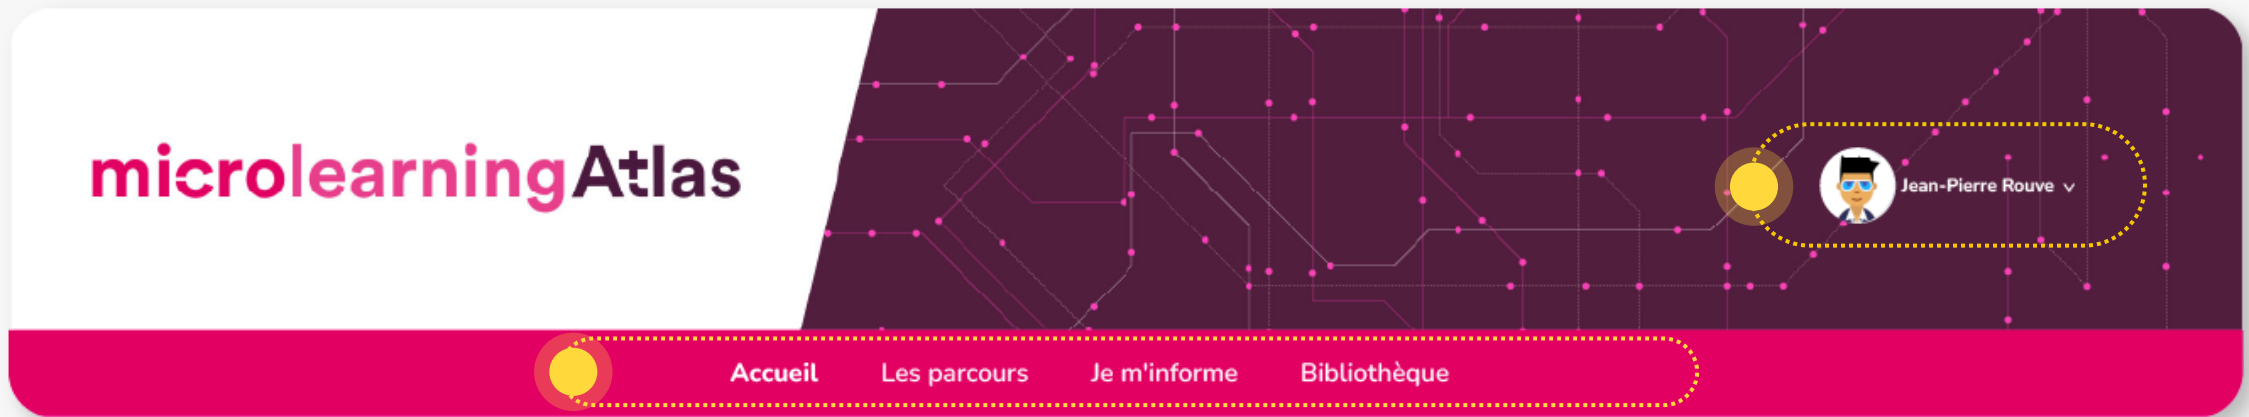 microlearningAtlas
Jean-Pierre Rouve
Accueil Les parcours Je m'informe Bibliothèque